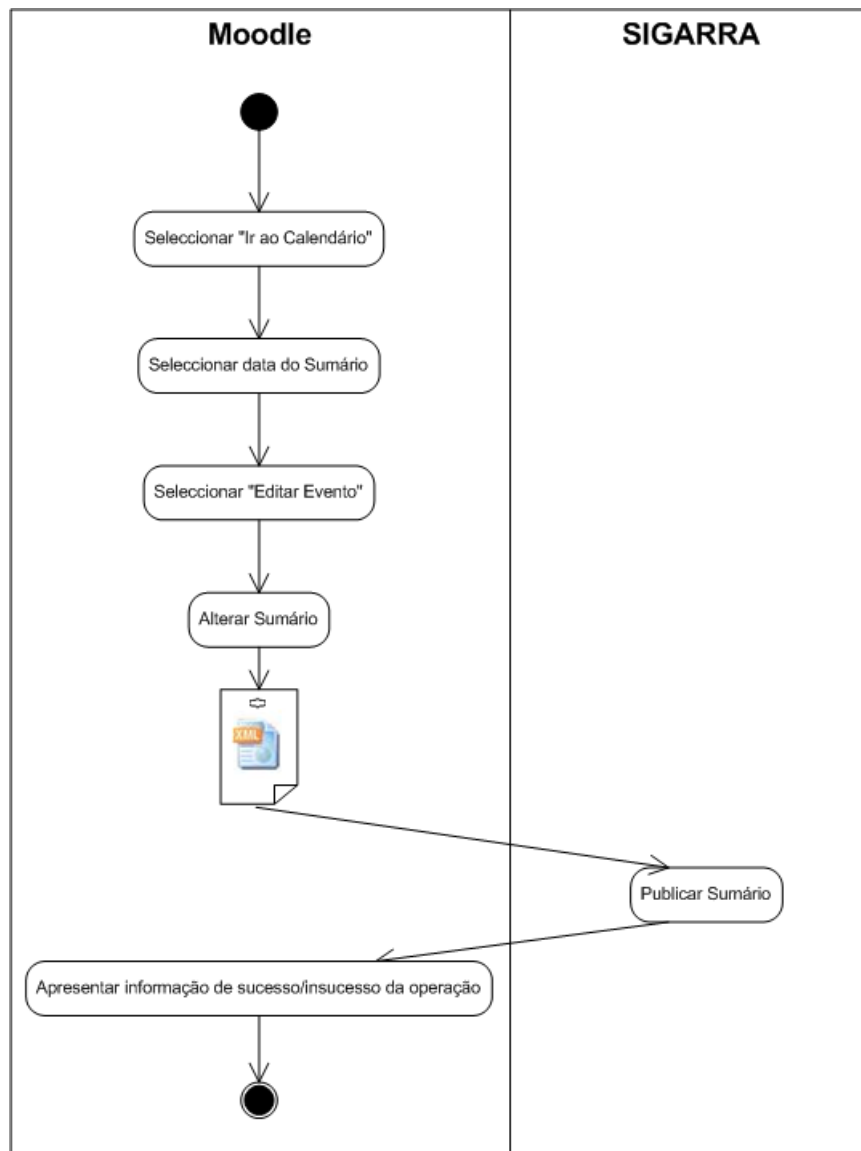 Moodle
SIGARRA
Seleccionar "Ir ao Calendário"
Seleccionar data do Sumário
Seleccionar "Editar Evento"
Alterar Sumário
XML
Publicar Sumário
Apresentar informação de sucesso/insucesso da operação